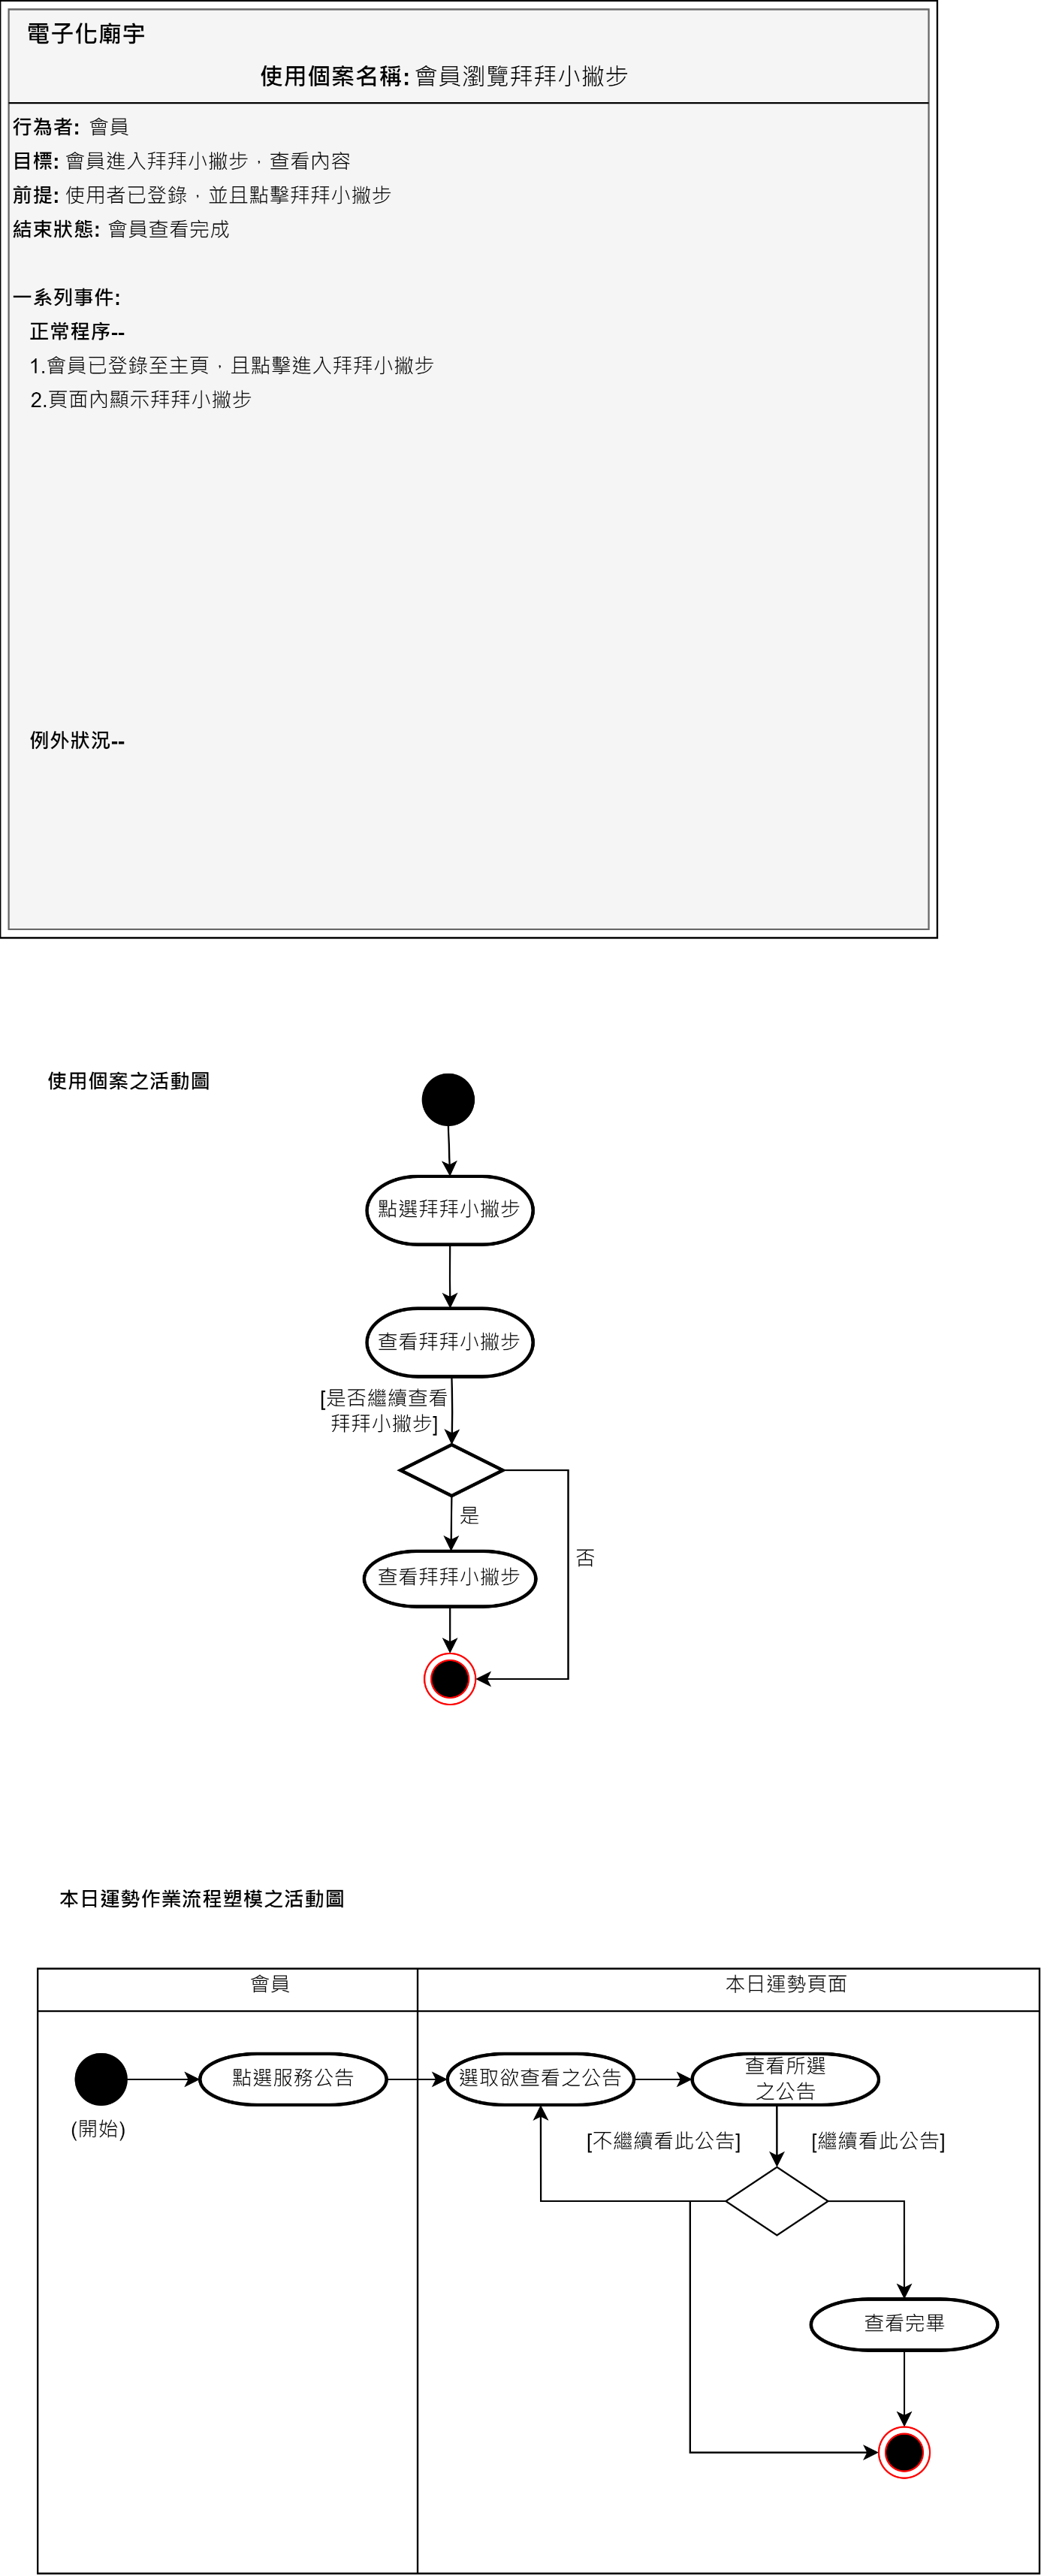 電子化廟宇
使用個案名稱: 會員瀏覽拜拜小撇步
行為者: 會員
目標: 會員進入拜拜小撇步，查看內容
前提: 使用者已登錄，並且點擊拜拜小撇步
結束狀態: 會員查看完成
一系列事件:
正常程序--
1.會員已登錄至主頁，且點擊進入拜拜小撇步
2.頁面內顯示拜拜小撇步
例外狀況--
使用個案之活動圖
點選拜拜小撇步
查看拜拜小撇步
[是否繼續查看
拜拜小撇步]
是
否
查看拜拜小撇步
本日運勢作業流程塑模之活動圖
會員
本日運勢頁面
點選服務公告
選取欲查看之公告
查看所選
之公告
(開始)
[不繼續看此公告]
[繼續看此公告]
查看完畢